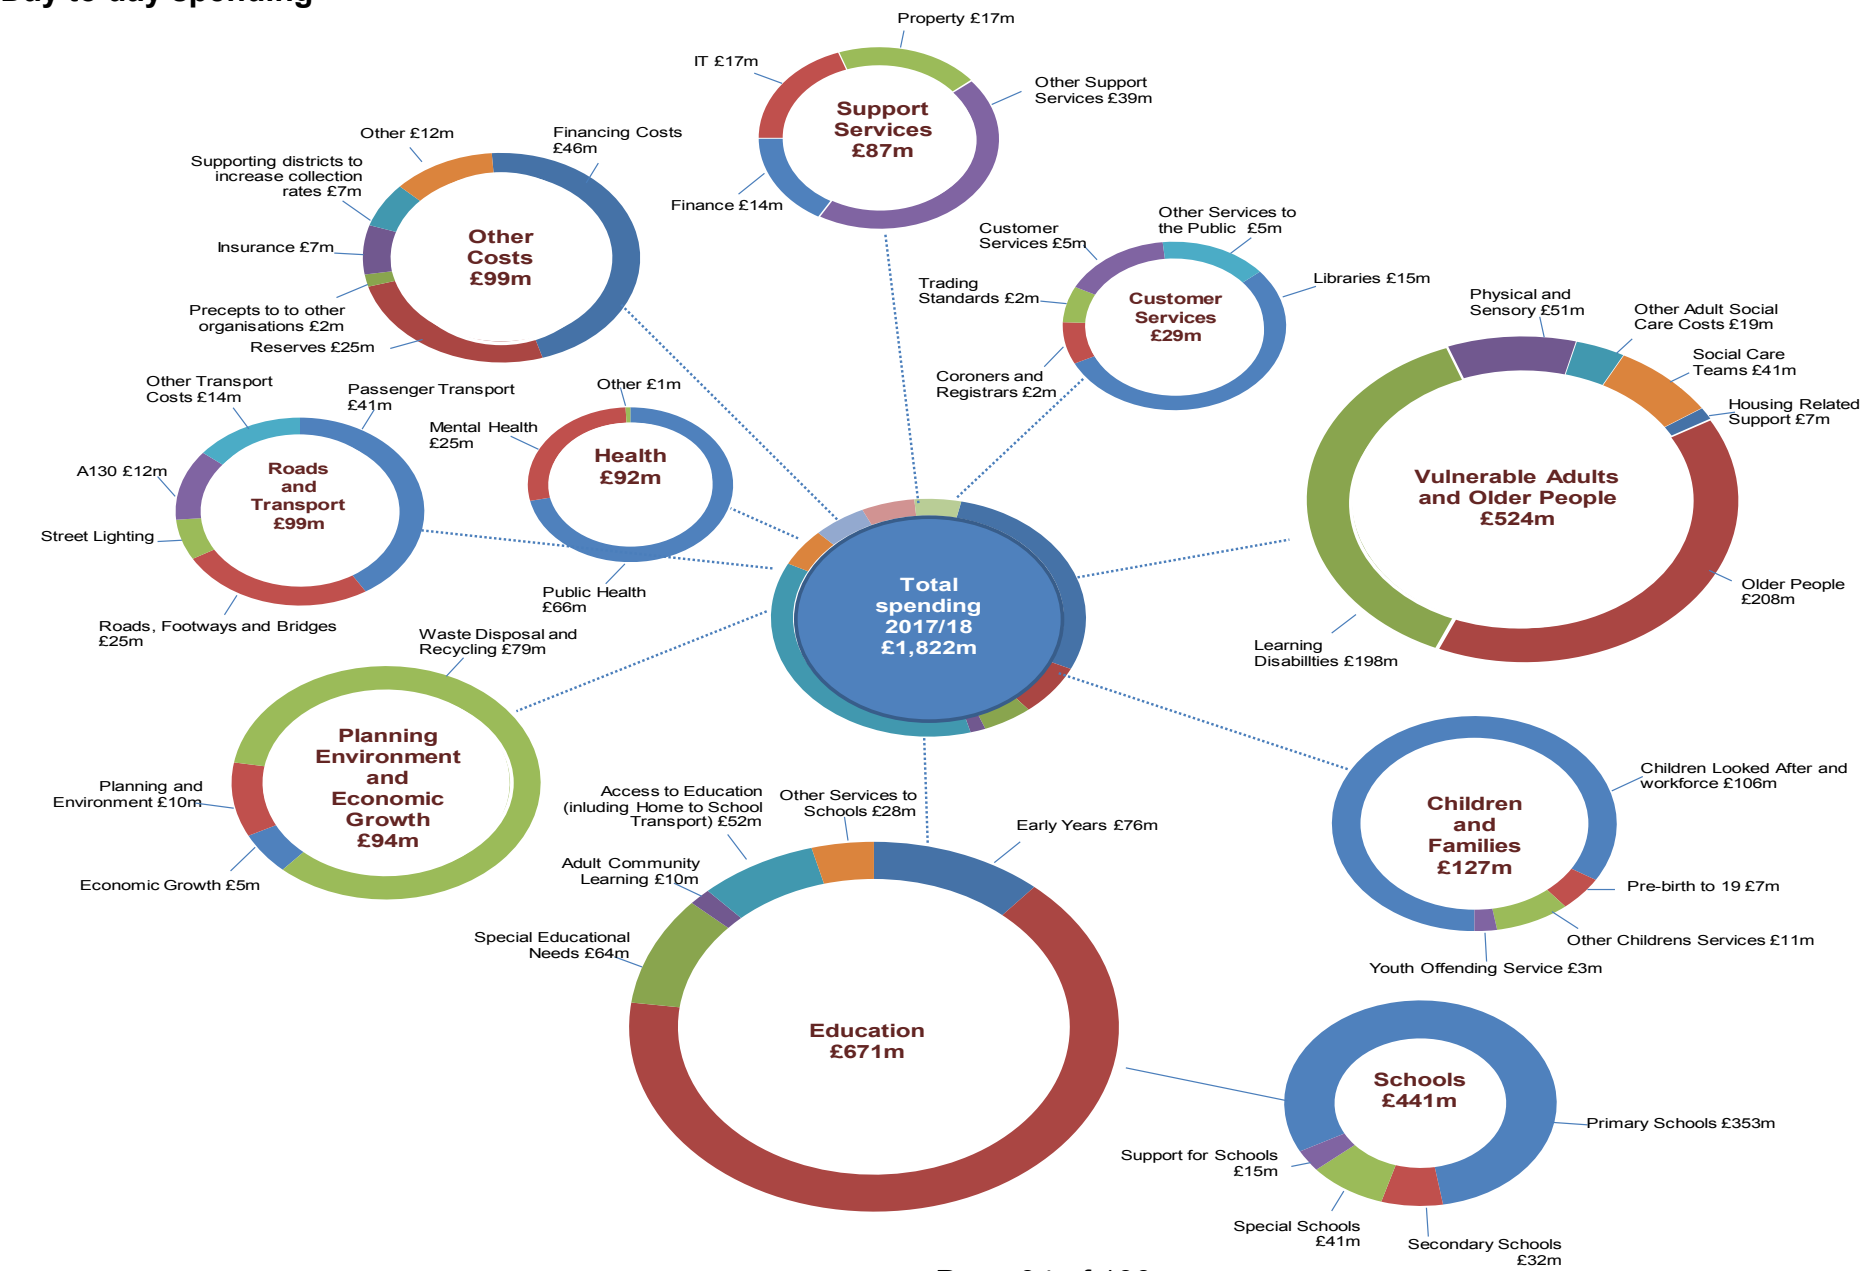 Day to day spending
Property £17m
IT £17m
Other Support
Services £39m
Support
Services
£87m
Finance £14m
Other £12m
Financing Costs
£46m
Supporting districts to
increase collection
rates £7m
Insurance £7m
Other
Costs
£99m
Precepts to to other
organisations £2m
Reserves £25m
Customer
Services £5m
Other Services to
the Public £5m
Libraries £15m
Trading
Standards £2m
Customer
Services
£29m
Coroners and
Registrars £2m
Physical and
Sensory £51m
Other Adult Social
Care Costs £19m
Social Care
Teams £41m
Housing Related
Support £7m
Vulnerable Adults
and Older People
£524m
Older People
£208m
Learning
Disabillties £198m
Other Transport
Costs £14m
Passenger Transport
£41m
A130 £12m
Roads
and
Transport
£99m
Street Lighting
Roads, Footways and Bridges
£25m
Other £1m
Mental Health
£25m
Health
£92m
Public Health
£66m
Total
spending
2017/18
£1,822m
Waste Disposal and
Recycling £79m
Planning
Environment
and
Economic
Growth
£94m
Planning and
Environment £10m
Economic Growth £5m
Children Looked After and
workforce £106m
Children
and
Families
£127m
Pre-birth to 19 £7m
Other Childrens Services £11m
Youth Offending Service £3m
Access to Education
(inluding Home to School
Transport) £52m
Other Services to
Schools £28m
Early Years £76m
Adult Community
Learning £10m
Special Educational
Needs £64m
Education
£671m
Schools
£441m
Primary Schools £353m
Support for Schools
£15m
Special Schools
£41m
Secondary Schools
£32m